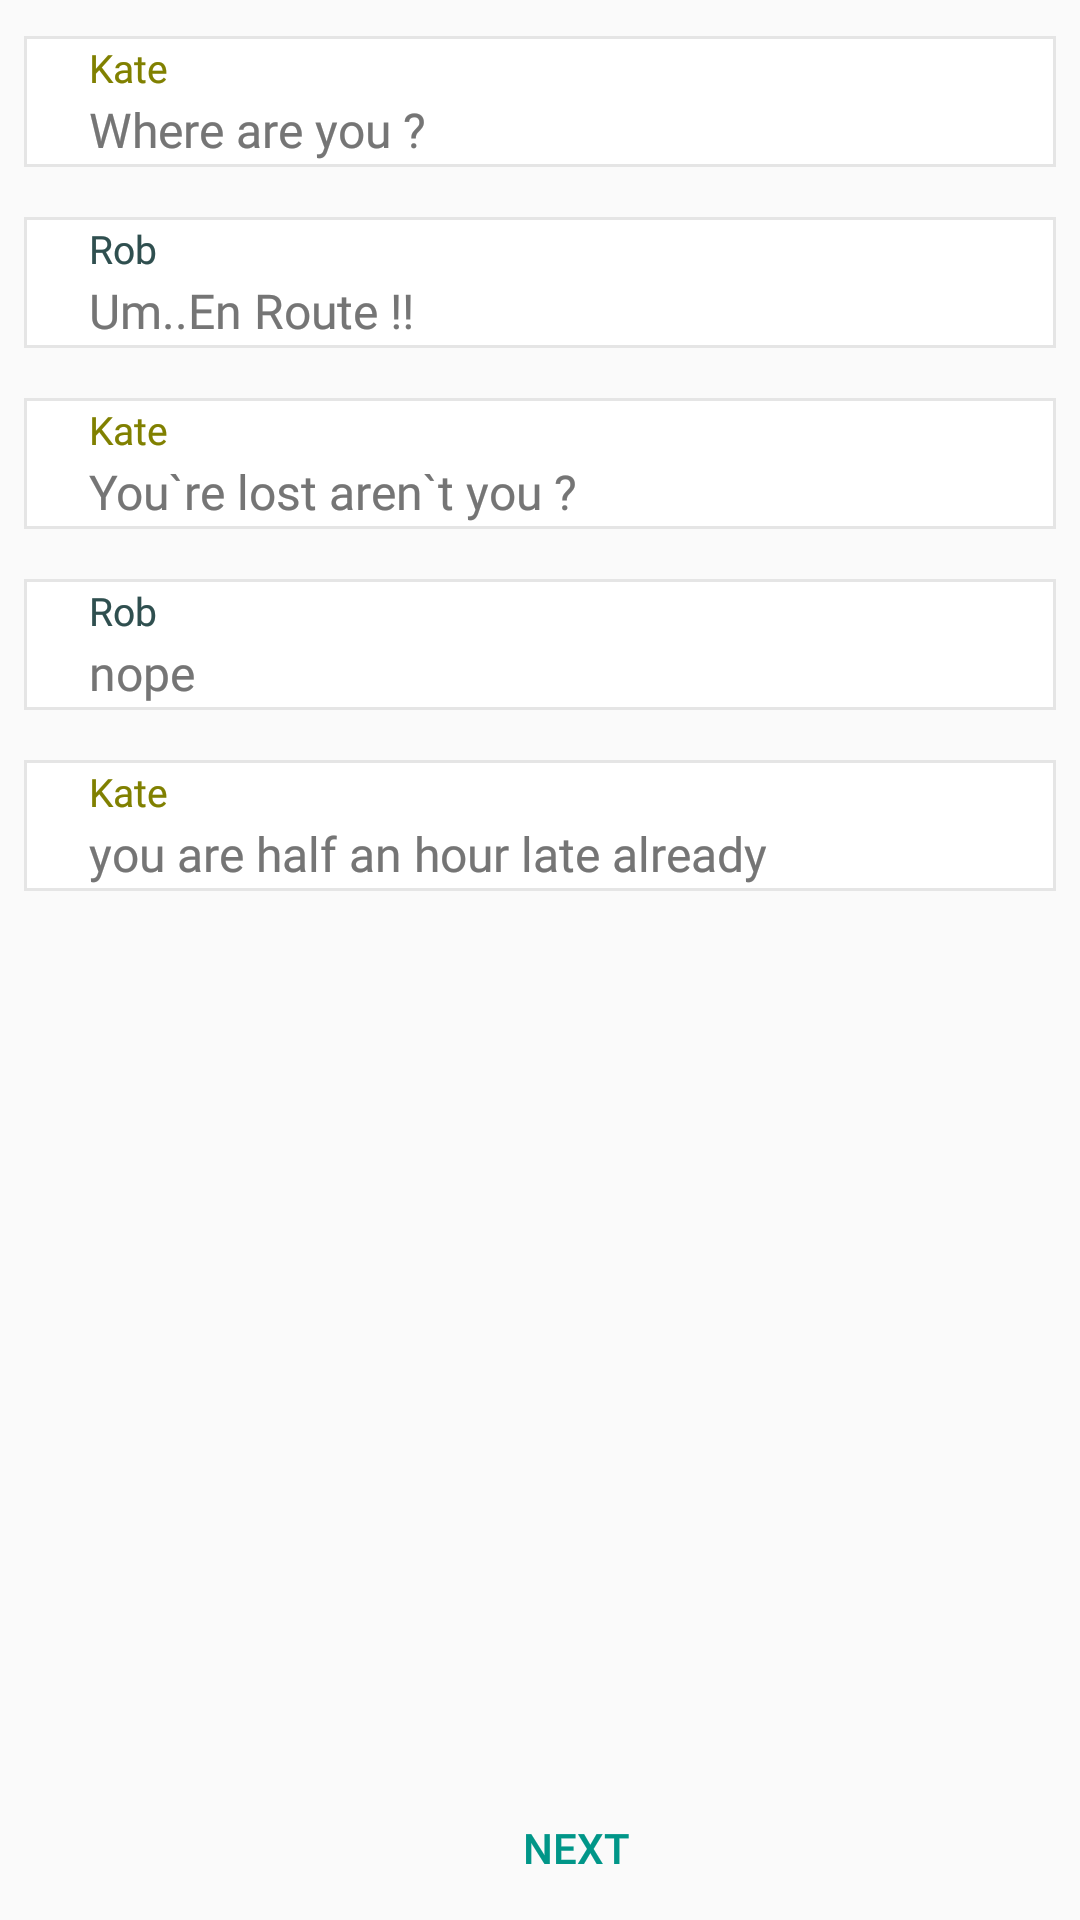 Kate
Where are you ?
Rob
Um..En Route !!
Kate
You`re lost aren`t you ?
Rob
nope
Kate
you are half an hour late already
NEXT